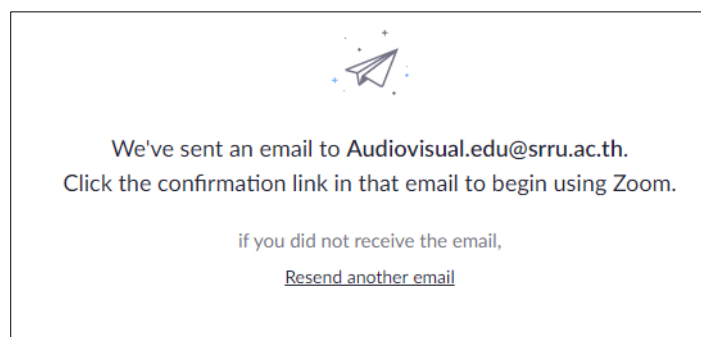 We've sent an email to Audiovisual.edu@srru.ac.th.
Click the confirmation link in that email to begin using Zoom.
if you did not receive the email,
Resend another email